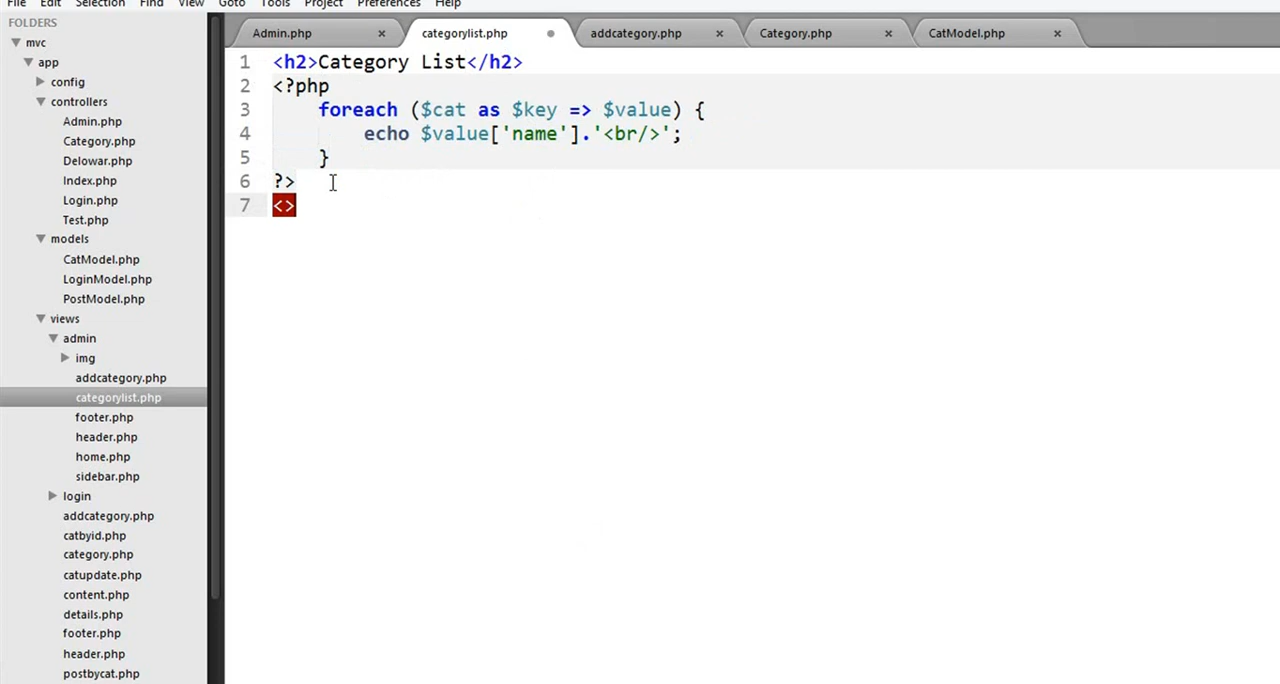 File Edit Selection Find View Goto Tools Project Preferences Help
FOLDERS
mvc
app
config
controllers
Admin.php
Category.php
Delowar.php
Index.php
Login.php
Test.php
models
CatModel.php
LoginModel.php
PostModel.php
views
admin
img
addcategory.php
categorylist.php
footer.php
header.php
home.php
sidebar.php
login
addcategory.php
catbyid.php
category.php
catupdate.php
content.php
details.php
footer.php
header.php
postbycat.php
Admin.php × categorylist.php addcategory.php × Category.php × CatModel.php ×
1 <h2>Category List</h2>
2 <?php
3 foreach ($cat as $key => $value) {
4 echo $value['name'].'<br/>';
5 }
6 ?>
7 <>